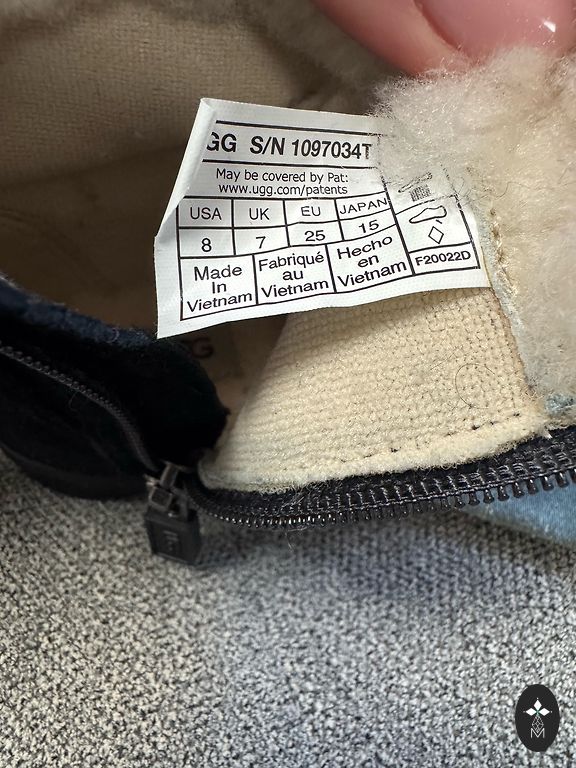 GG S/N 1097034T
May be covered by Pat:
www.ugg.com/patents
USA UK EU JAPAN
8 7 25 15
Made In Vietnam
Fabriqué au Vietnam
Hecho en Vietnam
F20022D
M